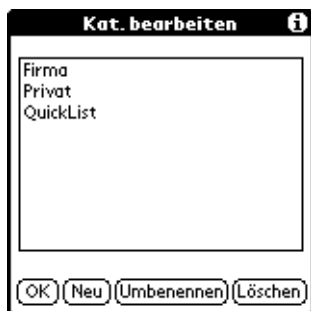 Kat. bearbeiten
Firma
Privat
QuickList
OK Neu Umbenennen Löschen